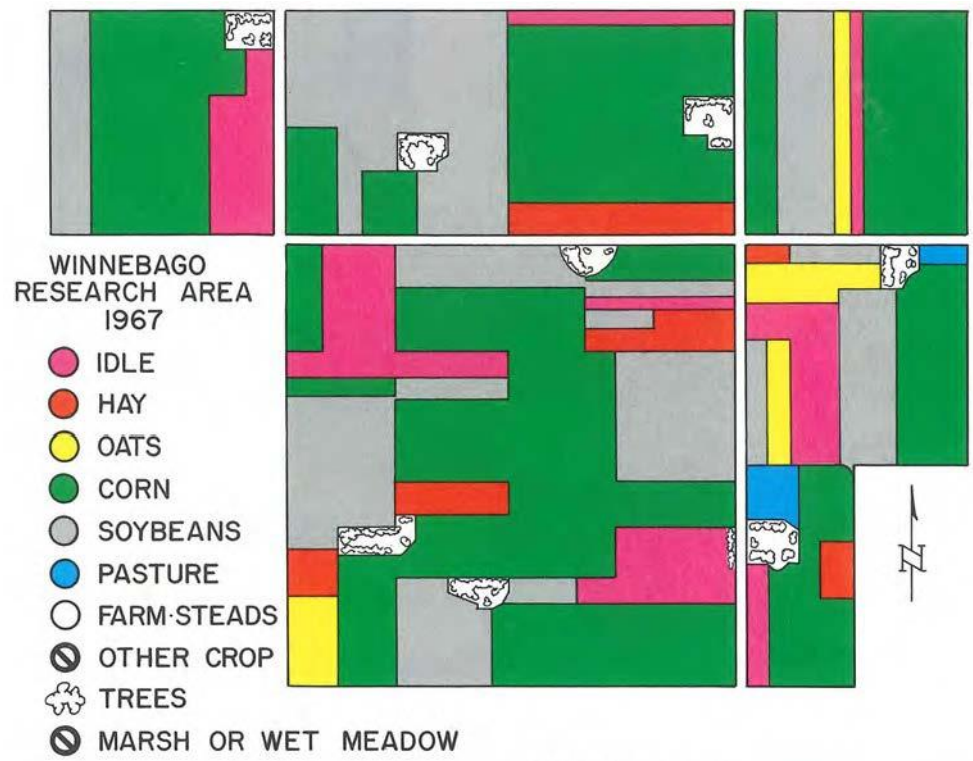 WINNEBAGO
RESEARCH AREA
1967
IDLE
HAY
OATS
CORN
SOYBEANS
PASTURE
FARM·STEADS
OTHER CROP
TREES
MARSH OR WET MEADOW
N